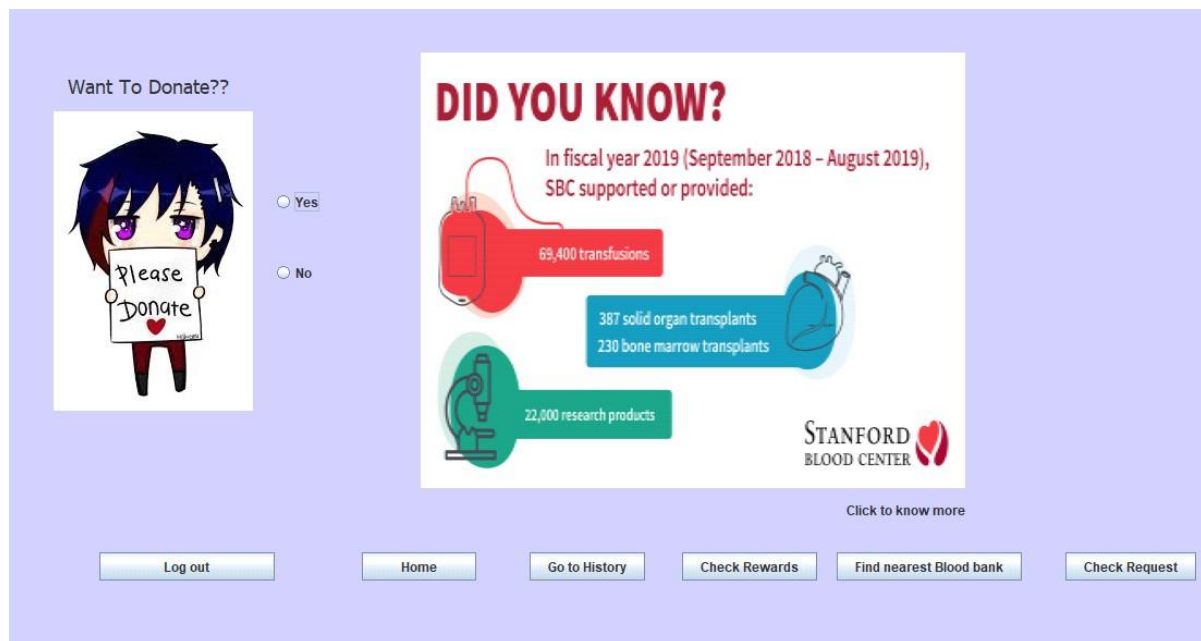 Want To Donate??
Please
Donate
Yes
No
DID YOU KNOW?
In fiscal year 2019 (September 2018 – August 2019),
SBC supported or provided:
69,400 transfusions
387 solid organ transplants
230 bone marrow transplants
22,000 research products
STANFORD
BLOOD CENTER
Click to know more
Log out
Home
Go to History
Check Rewards
Find nearest Blood bank
Check Request